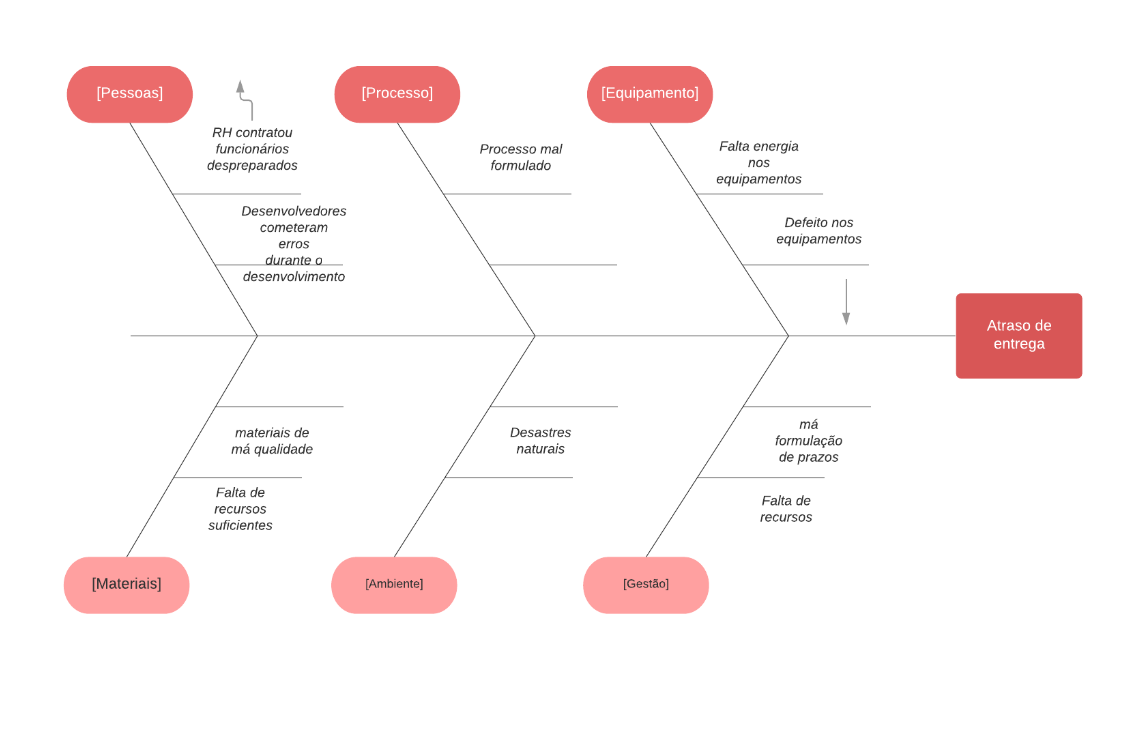 [Pessoas]
[Processo]
[Equipamento]
RH contratou
funcionários
despreparados
Processo mal
formulado
Falta energia
nos
equipamentos
Desenvolvedores
cometeram
erros
durante o
desenvolvimento
Defeito nos
equipamentos
Atraso de
entrega
materiais de
má qualidade
Desastres
naturais
má
formulação
de prazos
Falta de
recursos
suficientes
Falta de
recursos
[Materiais]
[Ambiente]
[Gestão]